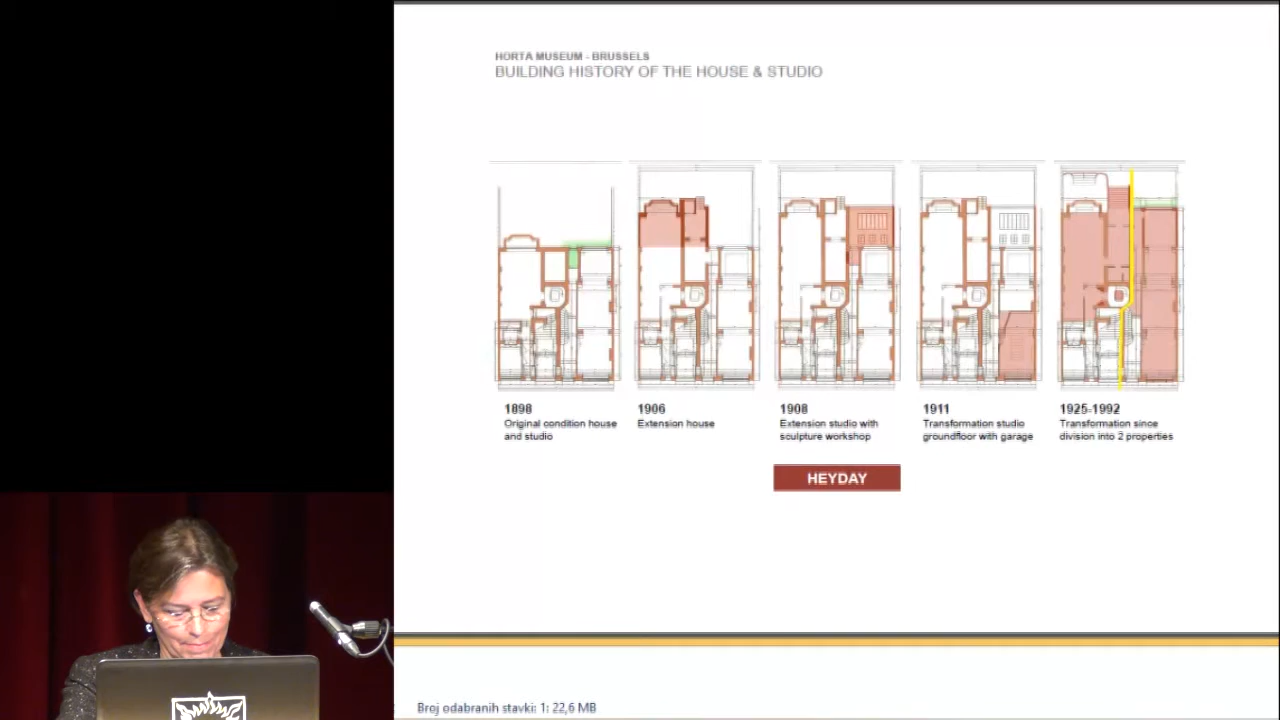 HORTA MUSEUM - BRUSSELS
BUILDING HISTORY OF THE HOUSE & STUDIO
1898
Original condition house
and studio
1906
Extension house
1908
Extension studio with
sculpture workshop
1911
Transformation studio
groundfloor with garage
1925-1992
Transformation since
division into 2 properties
HEYDAY
Broj odabranih stavki: 1: 22,6 MB